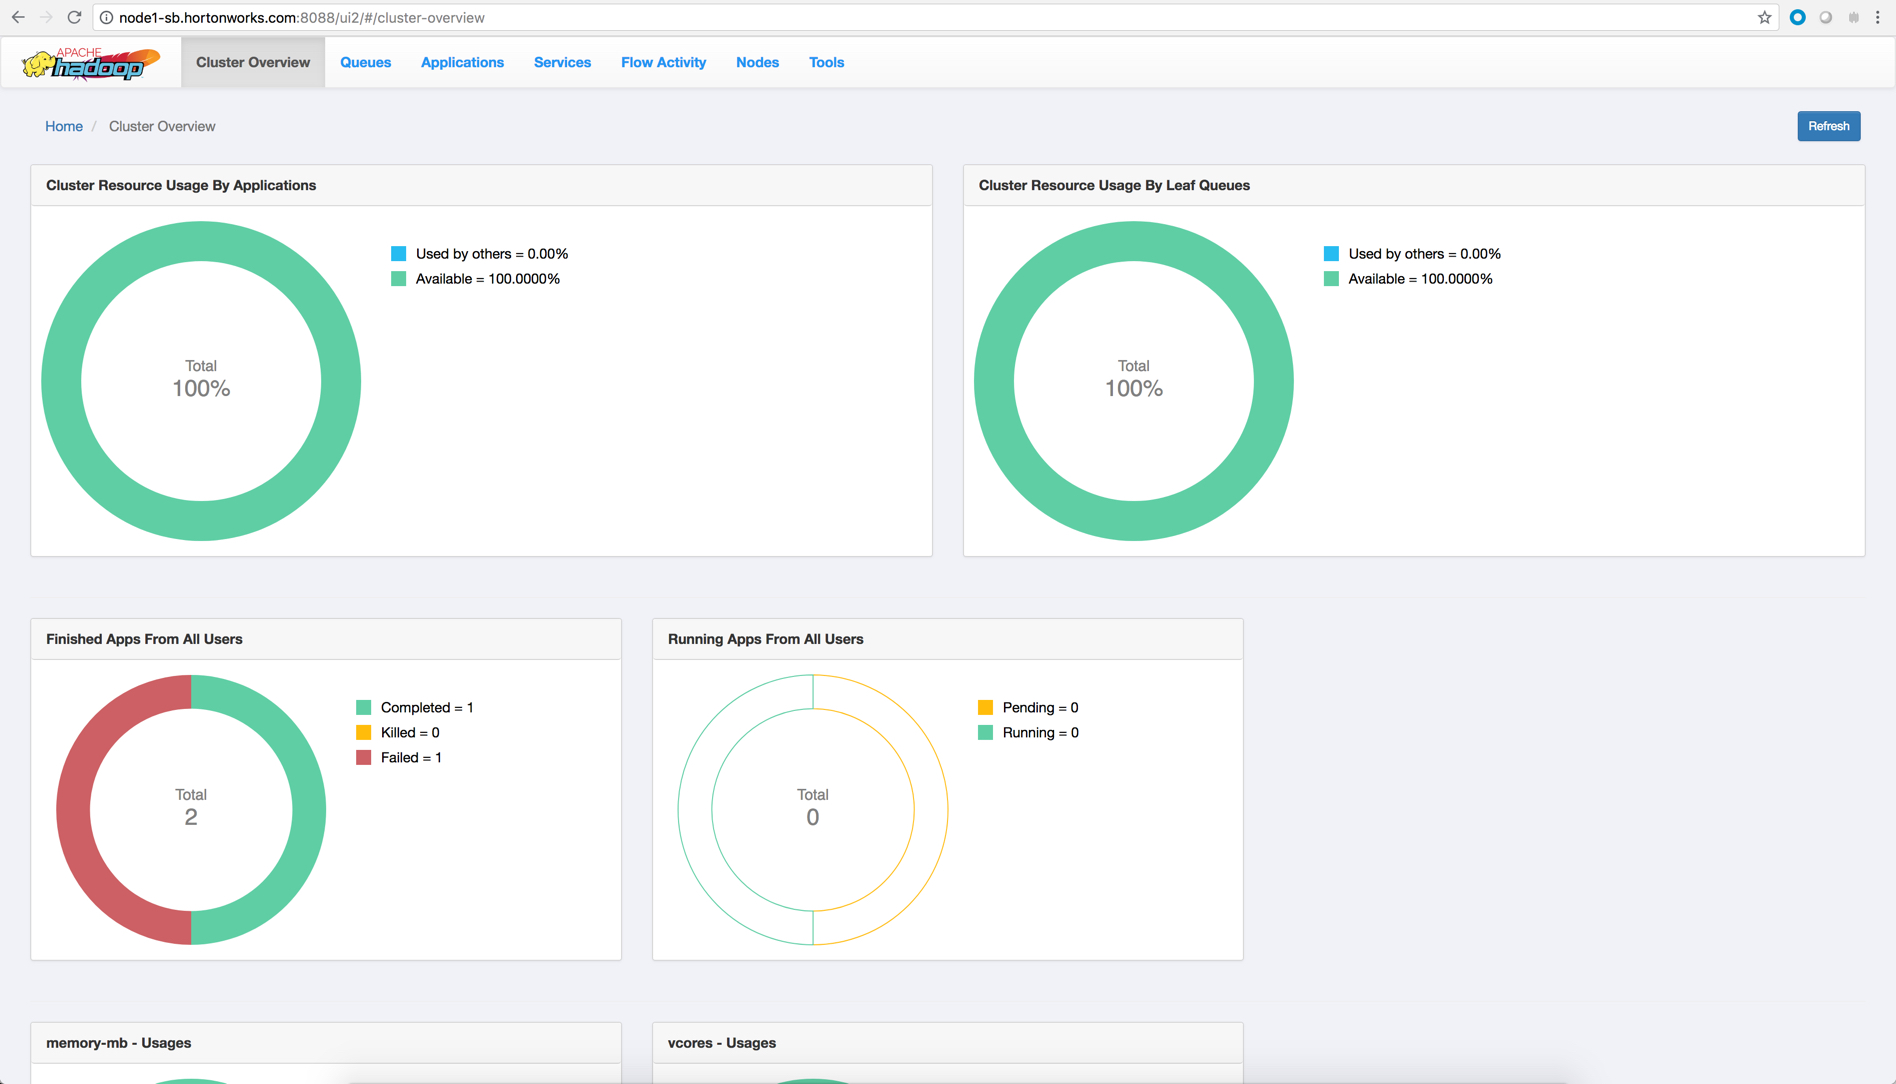 node1-sb.hortonworks.com:8088/ui2/#/cluster-overview
APACHE
hadoop
Cluster Overview
Queues
Applications
Services
Flow Activity
Nodes
Tools
Home / Cluster Overview
Refresh
Cluster Resource Usage By Applications
Used by others = 0.00%
Available = 100.0000%
Total
100%
Cluster Resource Usage By Leaf Queues
Used by others = 0.00%
Available = 100.0000%
Total
100%
Finished Apps From All Users
Completed = 1
Killed = 0
Failed = 1
Total
2
Running Apps From All Users
Pending = 0
Running = 0
Total
0
memory-mb - Usages
vcores - Usages